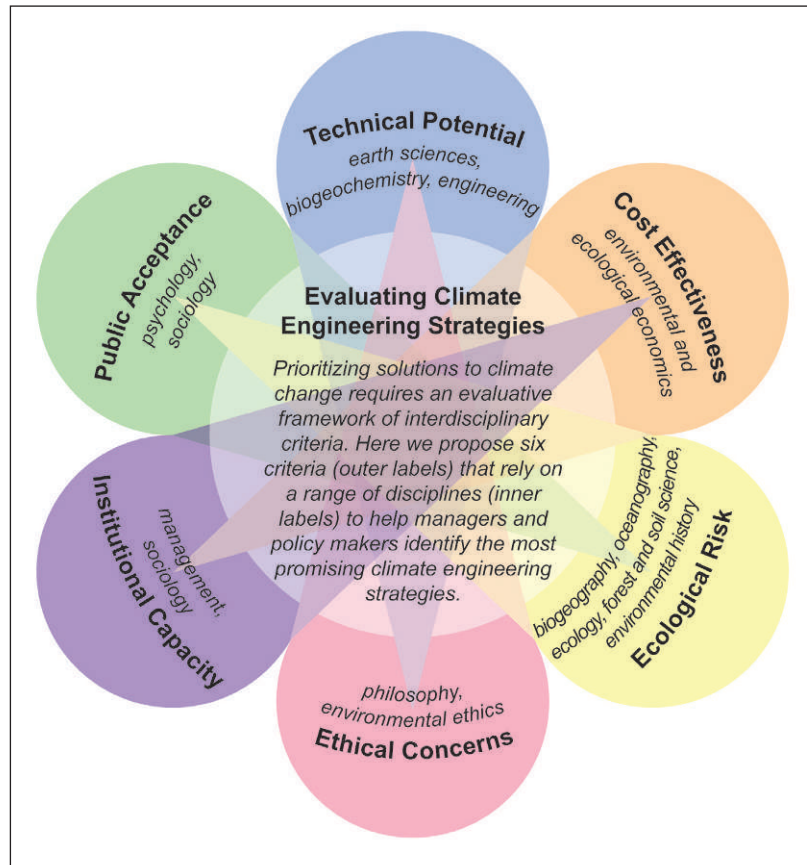 Technical Potential
earth sciences,
biogeochemistry, engineering
Cost Effectiveness
environmental and
ecological economics
Public Acceptance
psychology,
sociology
Evaluating Climate
Engineering Strategies
Prioritizing solutions to climate
change requires an evaluative
framework of interdisciplinary
criteria. Here we propose six
criteria (outer labels) that rely on
a range of disciplines (inner
labels) to help managers and
policy makers identify the most
promising climate engineering
strategies.
Institutional Capacity
management,
sociology
biogeography, oceanography,
ecology, forest and soil science,
environmental history
Ecological Risk
philosophy,
environmental ethics
Ethical Concerns